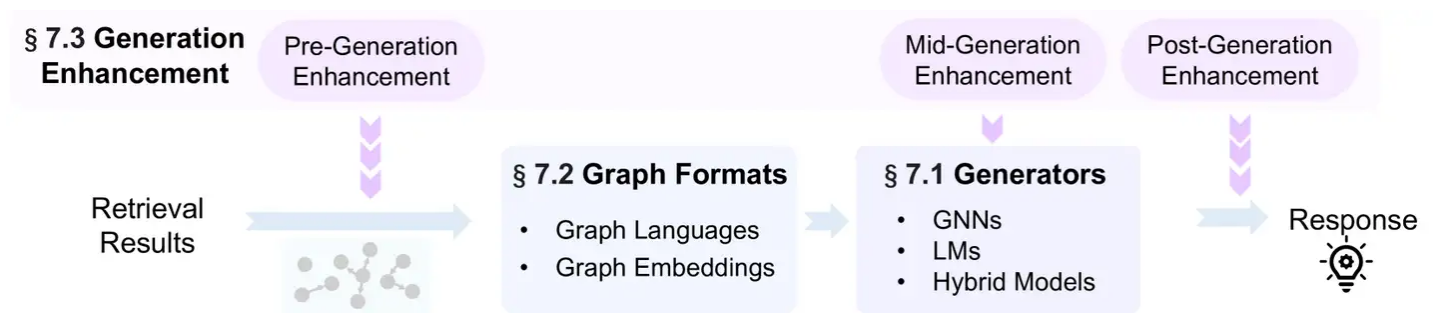 § 7.3 Generation
Enhancement
Pre-Generation
Enhancement
Mid-Generation
Enhancement
Post-Generation
Enhancement
Retrieval
Results
§ 7.2 Graph Formats
• Graph Languages
• Graph Embeddings
§ 7.1 Generators
• GNNs
• LMs
• Hybrid Models
Response